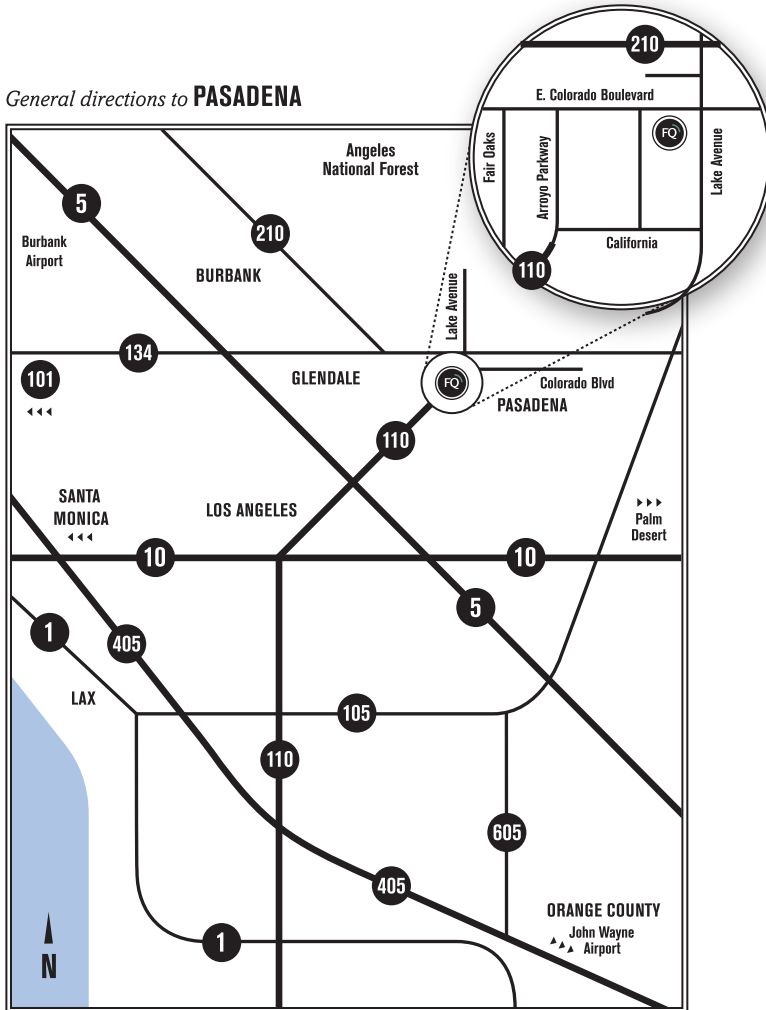 General directions to PASADENA
210
E. Colorado Boulevard
FQ
Fair Oaks
Arroyo Parkway
Lake Avenue
California
110
Angeles
National Forest
5
Burbank
Airport
210
BURBANK
Lake Avenue
134
101
GLENDALE
FQ
Colorado Blvd
PASADENA
110
SANTA
MONICA
LOS ANGELES
Palm
Desert
10
10
5
1
405
LAX
105
110
605
405
ORANGE COUNTY
John Wayne
Airport
1
N